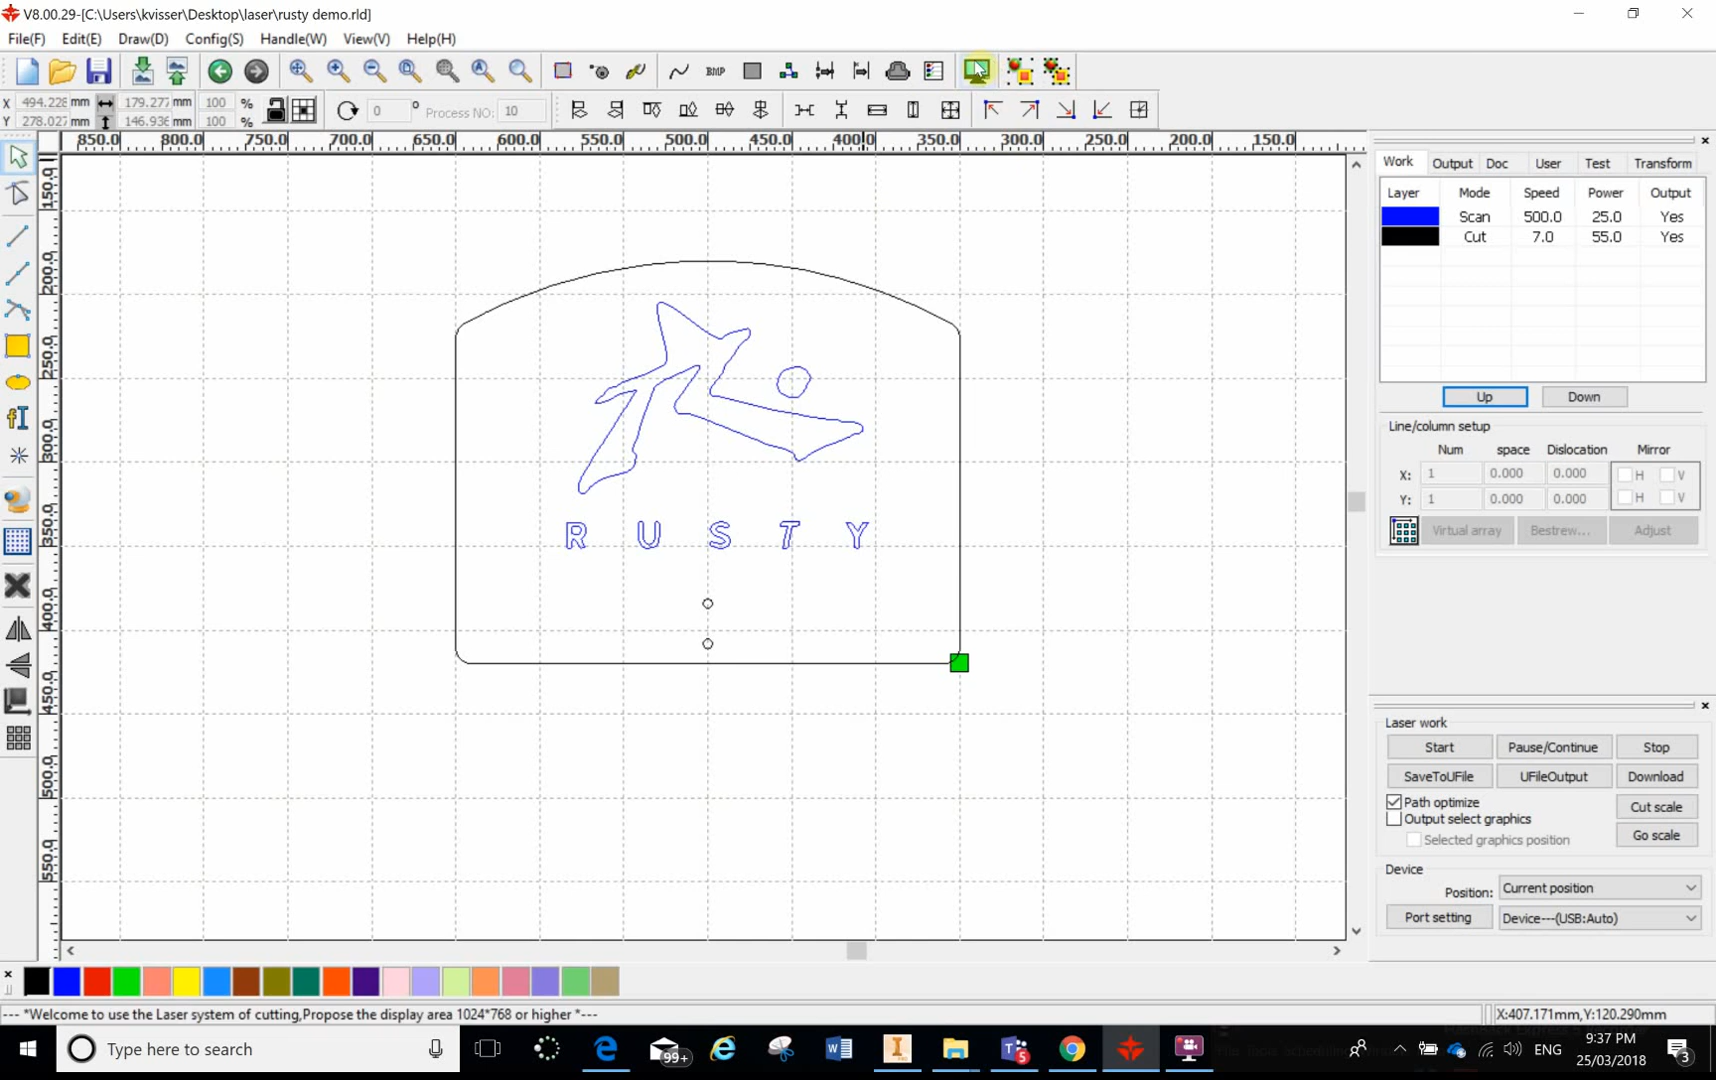 V8.00.29-[C:\Users\kvisser\Desktop\laser\rusty demo.rld]
File(F) Edit(E) Draw(D) Config(S) Handle(W) View(V) Help(H)
BMP
X 494.228 mm 179.277 mm 100 %
Y 278.027 mm 146.936 mm 100 %
0 ° Process NO: 10
850.0 800.0 750.0 700.0 650.0 600.0 550.0 500.0 450.0 400.0 350.0 300.0 250.0 200.0 150.0
150.0
200.0
250.0
300.0
350.0
400.0
450.0
500.0
550.0
R U S T Y
Work Output Doc User Test Transform
Layer Mode Speed Power Output
Scan 500.0 25.0 Yes
Cut 7.0 55.0 Yes
Up Down
Line/column setup
Num space Dislocation Mirror
X: 1 0.000 0.000 H V
Y: 1 0.000 0.000 H V
Virtual array Bestrew... Adjust
Laser work
Start Pause/Continue Stop
SaveToUFile UFileOutput Download
Path optimize
Cut scale
Output select graphics
Selected graphics position
Go scale
Device
Position: Current position
Port setting Device---(USB:Auto)
--- *Welcome to use the Laser system of cutting,Propose the display area 1024*768 or higher *---
X:407.171mm,Y:120.290mm
Type here to search
99+
5
ENG
9:37 PM
25/03/2018
3